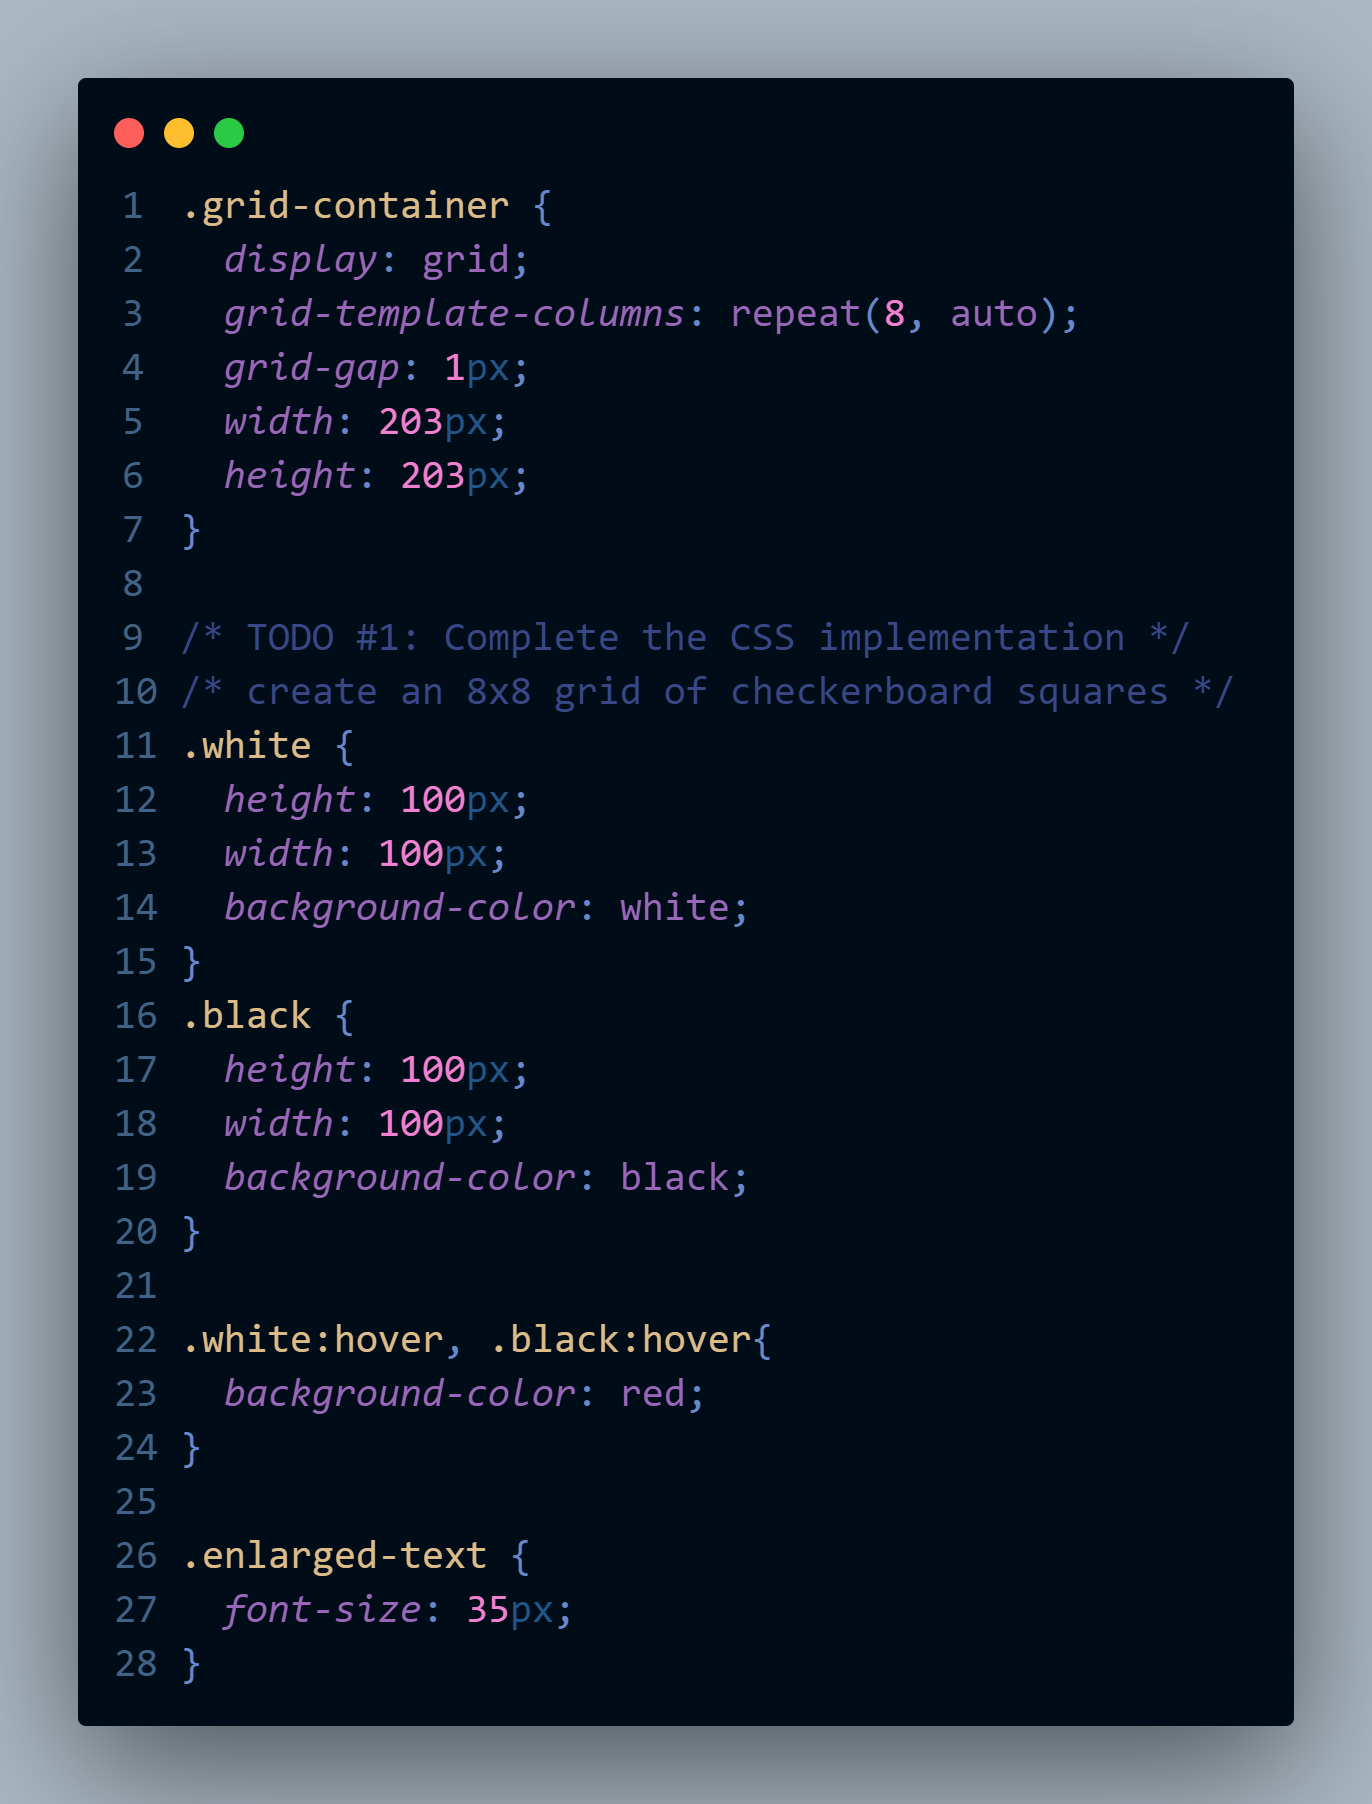 1 .grid-container {
2   display: grid;
3   grid-template-columns: repeat(8, auto);
4   grid-gap: 1px;
5   width: 203px;
6   height: 203px;
7 }
8
9 /* TODO #1: Complete the CSS implementation */
10 /* create an 8x8 grid of checkerboard squares */
11 .white {
12   height: 100px;
13   width: 100px;
14   background-color: white;
15 }
16 .black {
17   height: 100px;
18   width: 100px;
19   background-color: black;
20 }
21
22 .white:hover, .black:hover{
23   background-color: red;
24 }
25
26 .enlarged-text {
27   font-size: 35px;
28 }